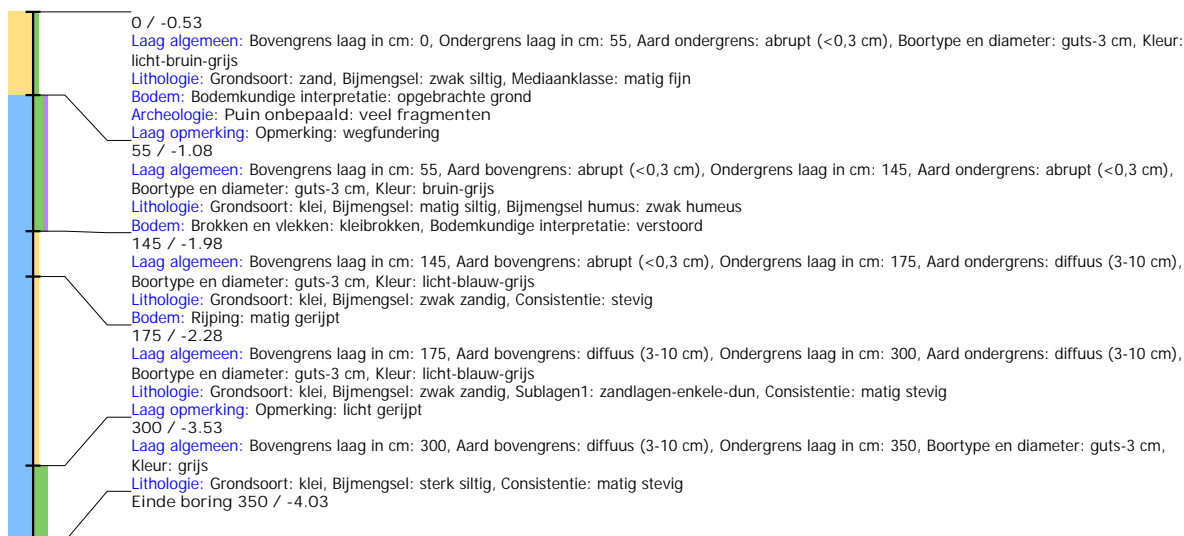 0 / -0.53
Laag algemeen: Bovengrens laag in cm: 0, Ondergrens laag in cm: 55, Aard ondergrens: abrupt (<0,3 cm), Boortype en diameter: guts-3 cm, Kleur:
licht-bruin-grijs
Lithologie: Grondsoort: zand, Bijmengsel: zwak siltig, Mediaanklasse: matig fijn
Bodem: Bodemkundige interpretatie: opgebrachte grond
Archeologie: Puin onbepaald: veel fragmenten
Laag opmerking: Opmerking: wegfundering
55 / -1.08
Laag algemeen: Bovengrens laag in cm: 55, Aard bovengrens: abrupt (<0,3 cm), Ondergrens laag in cm: 145, Aard ondergrens: abrupt (<0,3 cm),
Boortype en diameter: guts-3 cm, Kleur: bruin-grijs
Lithologie: Grondsoort: klei, Bijmengsel: matig siltig, Bijmengsel humus: zwak humeus
Bodem: Brokken en vlekken: kleibrokken, Bodemkundige interpretatie: verstoord
145 / -1.98
Laag algemeen: Bovengrens laag in cm: 145, Aard bovengrens: abrupt (<0,3 cm), Ondergrens laag in cm: 175, Aard ondergrens: diffuus (3-10 cm),
Boortype en diameter: guts-3 cm, Kleur: licht-blauw-grijs
Lithologie: Grondsoort: klei, Bijmengsel: zwak zandig, Consistentie: stevig
Bodem: Rijping: matig gerijpt
175 / -2.28
Laag algemeen: Bovengrens laag in cm: 175, Aard bovengrens: diffuus (3-10 cm), Ondergrens laag in cm: 300, Aard ondergrens: diffuus (3-10 cm),
Boortype en diameter: guts-3 cm, Kleur: licht-blauw-grijs
Lithologie: Grondsoort: klei, Bijmengsel: zwak zandig, Sublagen1: zandlagen-enkele-dun, Consistentie: matig stevig
Laag opmerking: Opmerking: licht gerijpt
300 / -3.53
Laag algemeen: Bovengrens laag in cm: 300, Aard bovengrens: diffuus (3-10 cm), Ondergrens laag in cm: 350, Boortype en diameter: guts-3 cm,
Kleur: grijs
Lithologie: Grondsoort: klei, Bijmengsel: sterk siltig, Consistentie: matig stevig
Einde boring 350 / -4.03